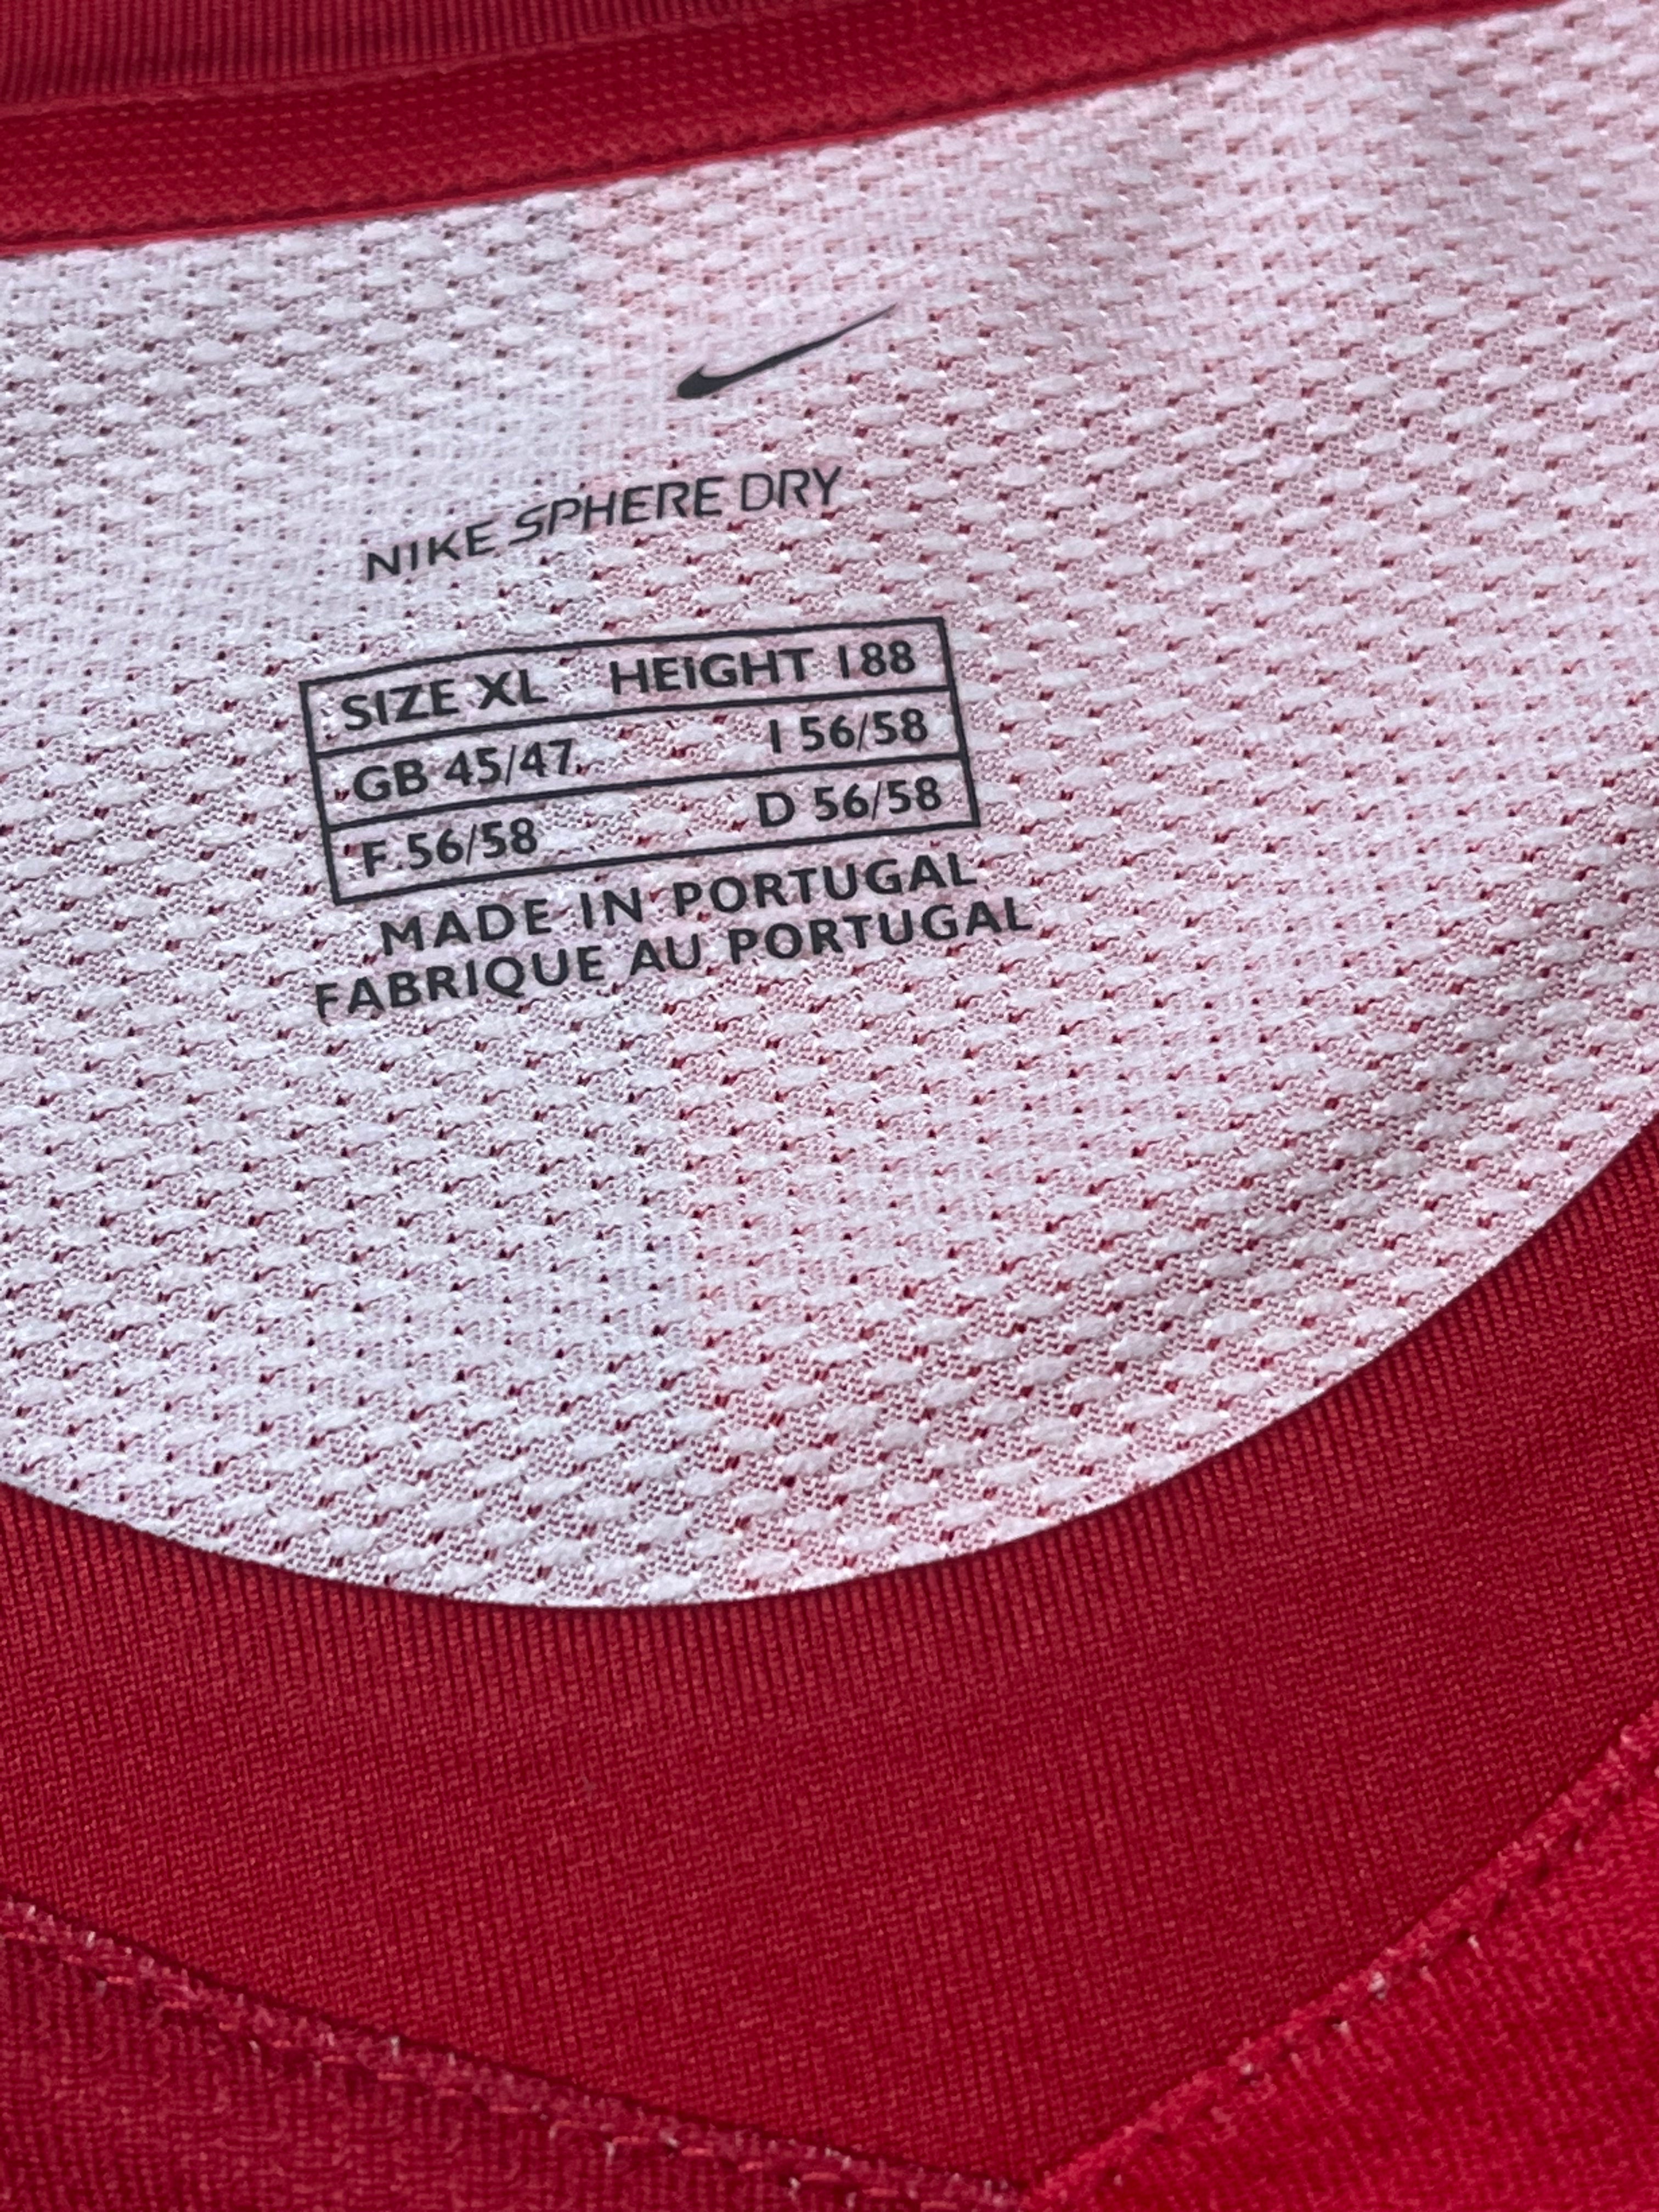 NIKE SPHERE DRY
SIZE XL HEIGHT 188
GB 45/47 I 56/58
F 56/58 D 56/58
MADE IN PORTUGAL
FABRIQUE AU PORTUGAL